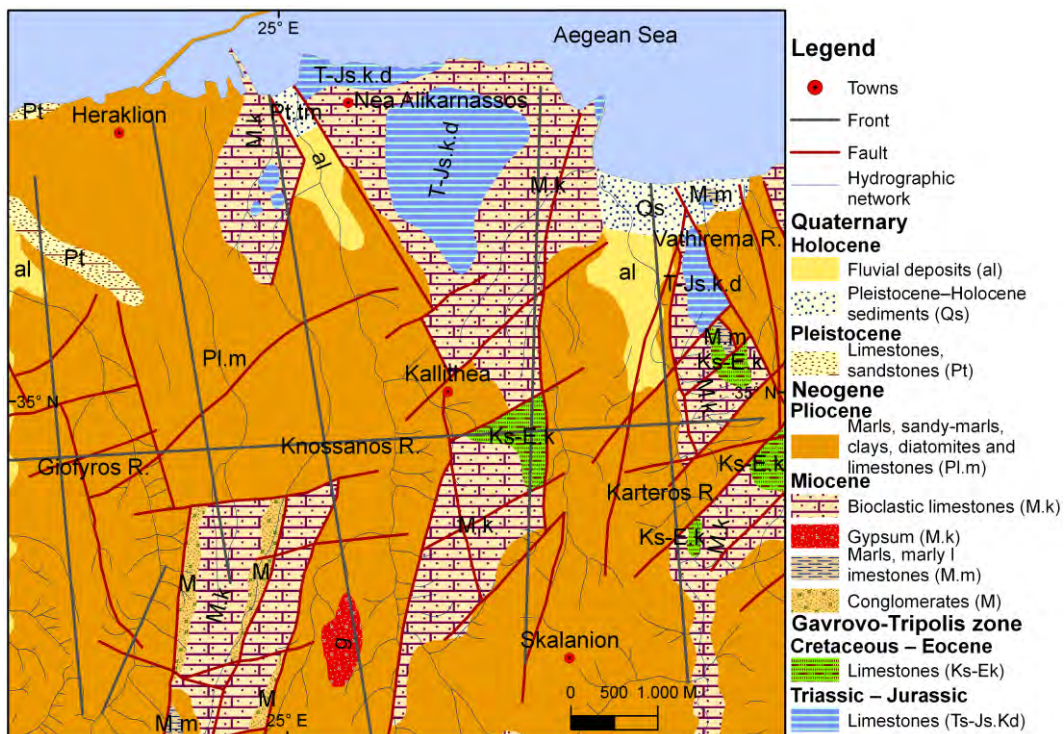 25° E
Aegean Sea
T-Js.k.d
Pt
Heraklion
Nea Alikarnassos
Pt.tm
M.k
al
T-Js.k.d
M.k
M.m
Qs
Vathirema R.
al
Pt
al
T-Js.k.d
M.m
Pl.m
Ks-E.k
Kallithea
35° N
35° N
M.k
Ks-E.k
Knossanos R.
Giofyros R.
Ks-E.k
Karteros R.
M.k
Ks-E.k
M.k
M
M
M.k
g
Skalanion
M
M.m
25° E
0 500 1.000 M
Legend
Towns
Front
Fault
Hydrographic
network
Quaternary
Holocene
Fluvial deposits (al)
Pleistocene–Holocene
sediments (Qs)
Pleistocene
Limestones,
sandstones (Pt)
Neogene
Pliocene
Marls, sandy-marls,
clays, diatomites and
limestones (Pl.m)
Miocene
Bioclastic limestones (M.k)
Gypsum (M.k)
Marls, marly l
imestones (M.m)
Conglomerates (M)
Gavrovo-Tripolis zone
Cretaceous – Eocene
Limestones (Ks-Ek)
Triassic – Jurassic
Limestones (Ts-Js.Kd)